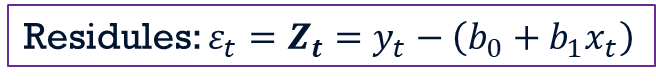 Residules: εₜ = Zₜ = yₜ − (b₀ + b₁xₜ)